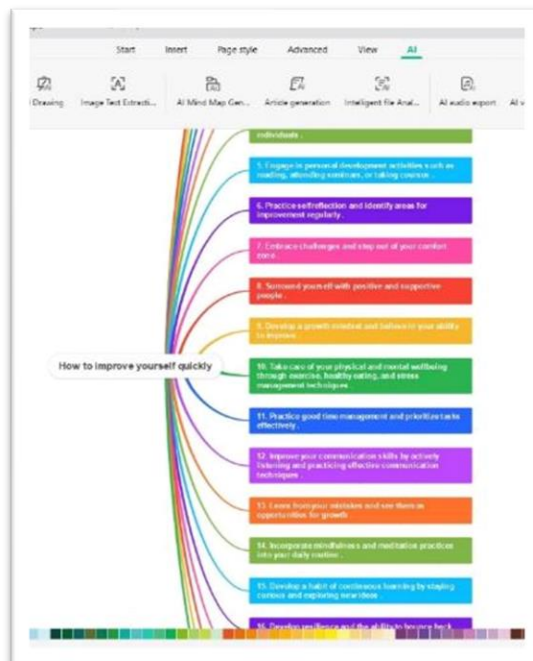 Start Insert Page style Advanced View AI
Drawing Image Text Extracti... AI Mind Map Gen... Article generation Intelligent file Anal... AI audio export AI v
individuals .
5. Engage in personal development activities such as
reading, attending seminars, or taking courses .
6. Practice selfreflection and identify areas for
improvement regularly .
7. Embrace challenges and step out of your comfort
zone .
8. Surround yourself with positive and supportive
people .
9. Develop a growth mindset and believe in your ability
to improve .
How to improve yourself quickly
10. Take care of your physical and mental wellbeing
through exercise, healthy eating, and stress
management techniques .
11. Practice good time management and prioritize tasks
effectively .
12. Improve your communication skills by actively
listening and practicing effective communication
techniques .
13. Learn from your mistakes and see them as
opportunities for growth
14. Incorporate mindfulness and meditation practices
into your daily routine .
15. Develop a habit of continuous learning by staying
curious and exploring new ideas .
16. Develop resilience and the ability to bounce back